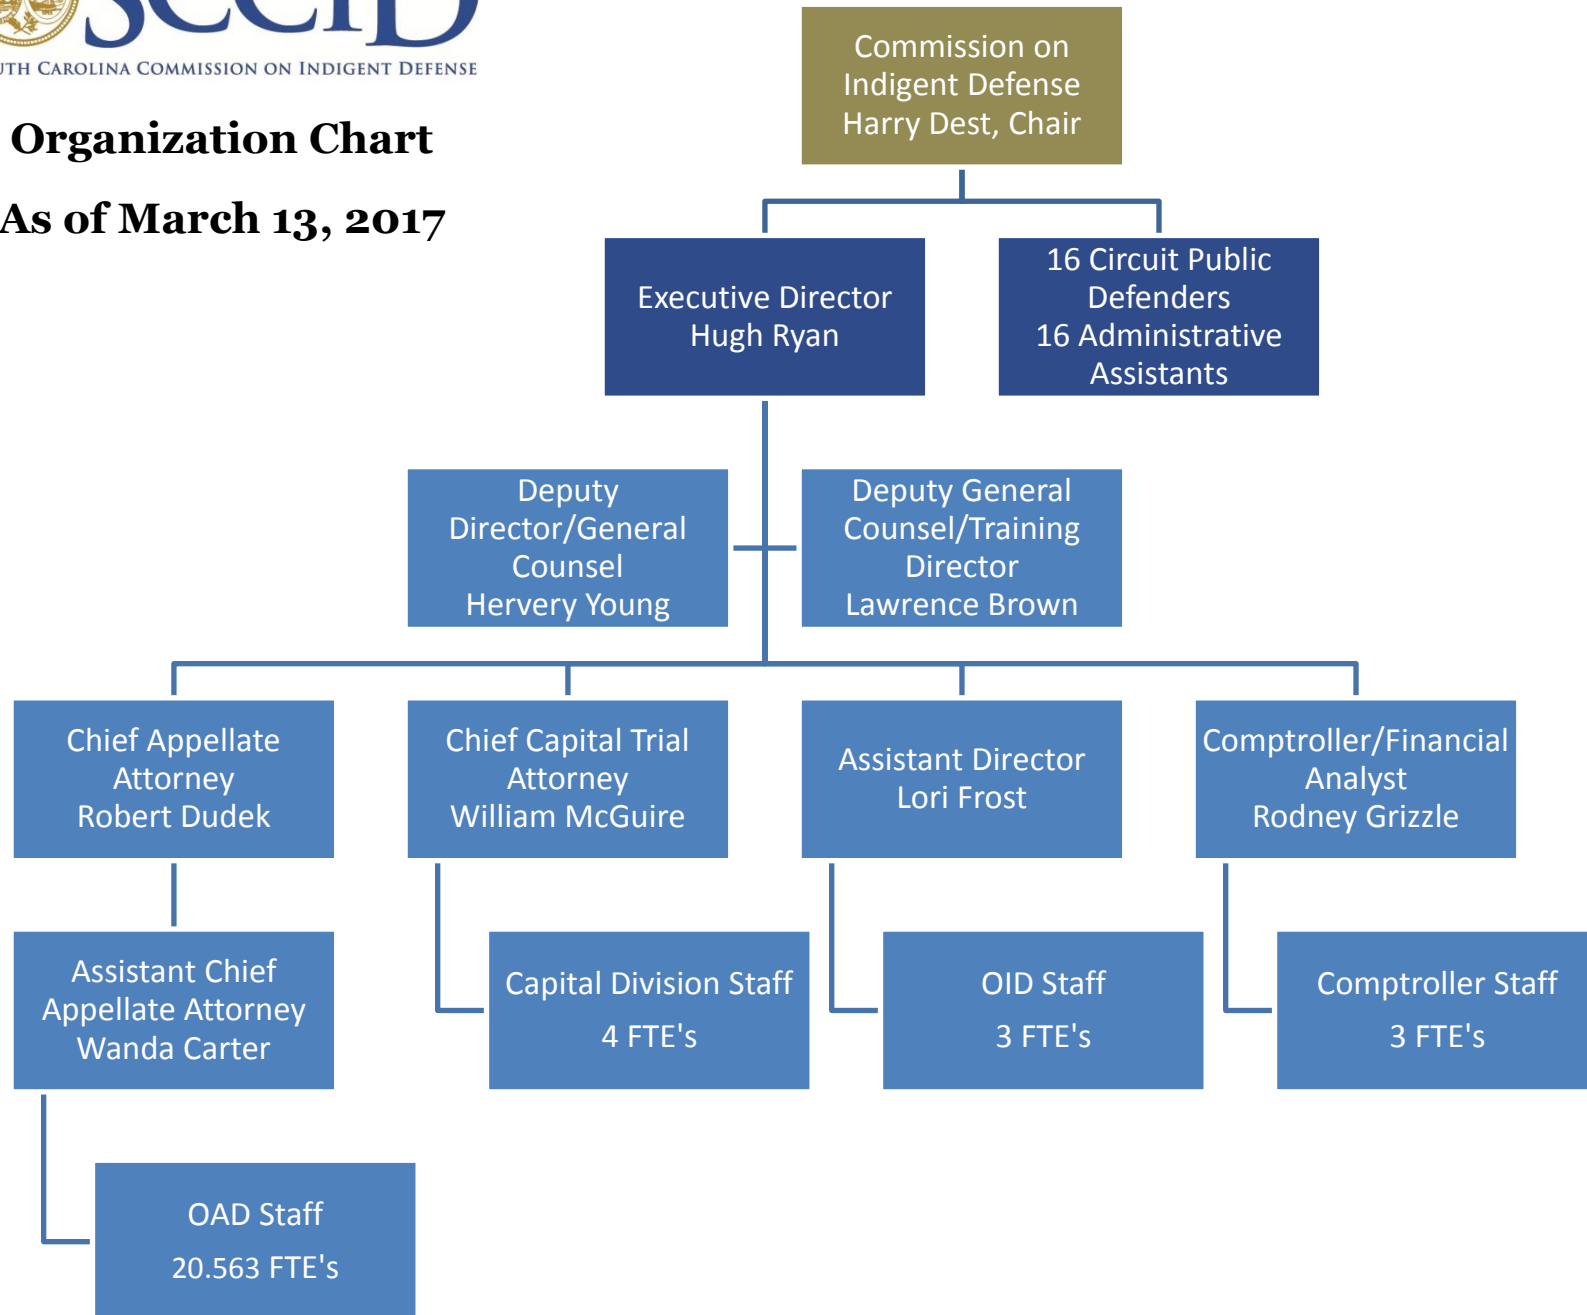 SCCID
UTH CAROLINA COMMISSION ON INDIGENT DEFENSE
Organization Chart
As of March 13, 2017
Commission on
Indigent Defense
Harry Dest, Chair
Executive Director
Hugh Ryan
16 Circuit Public
Defenders
16 Administrative
Assistants
Deputy
Director/General
Counsel
Hervery Young
Deputy General
Counsel/Training
Director
Lawrence Brown
Chief Appellate
Attorney
Robert Dudek
Chief Capital Trial
Attorney
William McGuire
Assistant Director
Lori Frost
Comptroller/Financial
Analyst
Rodney Grizzle
Assistant Chief
Appellate Attorney
Wanda Carter
Capital Division Staff
4 FTE's
OID Staff
3 FTE's
Comptroller Staff
3 FTE's
OAD Staff
20.563 FTE's